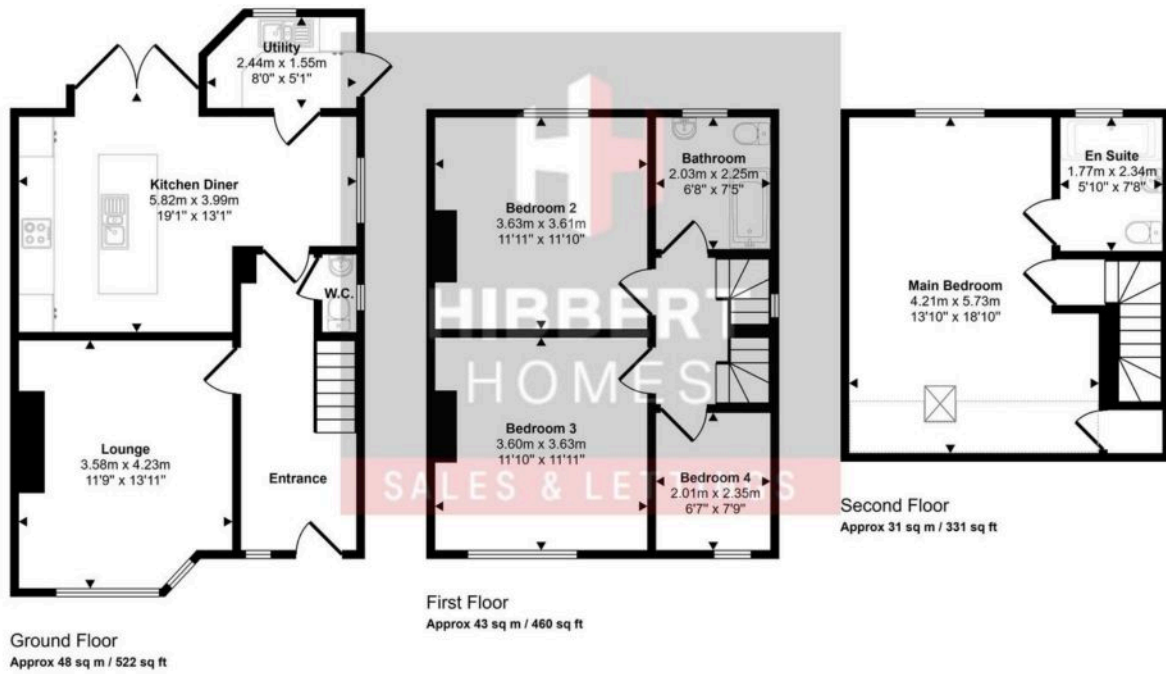 Utility
2.44m x 1.55m
8'0" x 5'1"
Kitchen Diner
5.82m x 3.99m
19'1" x 13'1"
W.C.
Lounge
3.58m x 4.23m
11'9" x 13'11"
Entrance
Ground Floor
Approx 48 sq m / 522 sq ft
Bedroom 2
3.63m x 3.61m
11'11" x 11'10"
Bathroom
2.03m x 2.25m
6'8" x 7'5"
Bedroom 3
3.60m x 3.63m
11'10" x 11'11"
Bedroom 4
2.01m x 2.35m
6'7" x 7'9"
First Floor
Approx 43 sq m / 460 sq ft
En Suite
1.77m x 2.34m
5'10" x 7'8"
Main Bedroom
4.21m x 5.73m
13'10" x 18'10"
Second Floor
Approx 31 sq m / 331 sq ft
HIBBERT
HOMES
SALES & LETTINGS